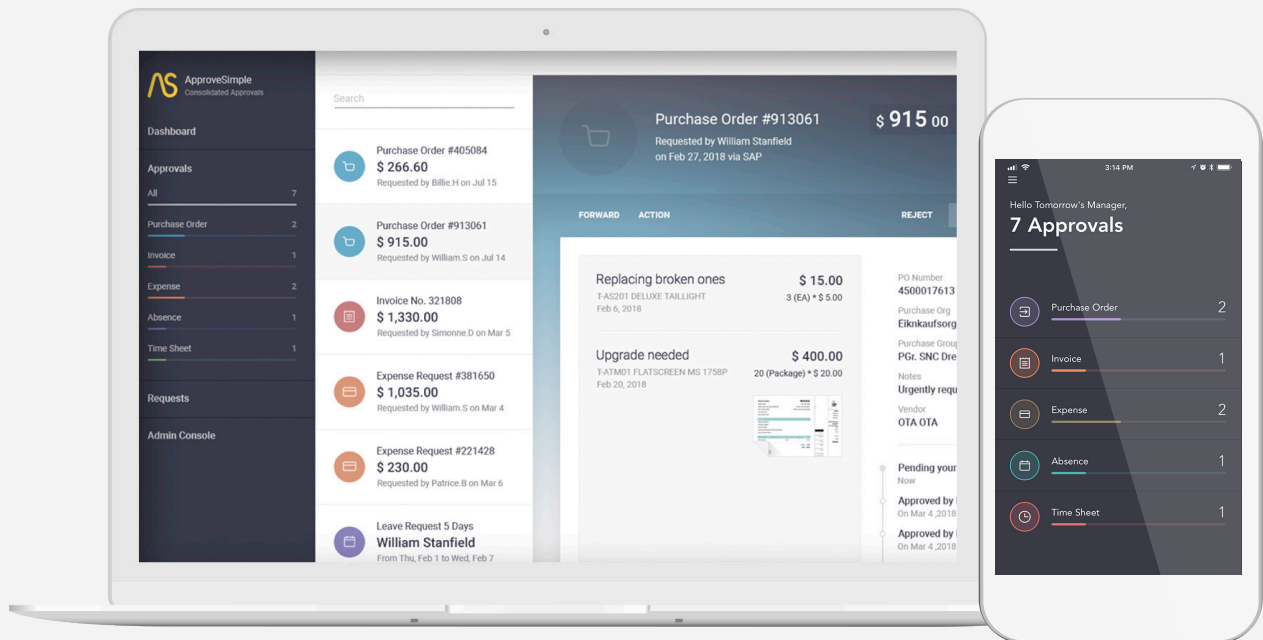 ApproveSimple
Consolidated Approvals
Dashboard
Approvals
All 7
Purchase Order 2
Invoice 1
Expense 2
Absence 1
Time Sheet 1
Requests
Admin Console
Search
Purchase Order #405084
$ 266.60
Requested by Billie.H on Jul 15
Purchase Order #913061
$ 915.00
Requested by William.S on Jul 14
Invoice No. 321808
$ 1,330.00
Requested by Simonne.D on Mar 5
Expense Request #381650
$ 1,035.00
Requested by William.S on Mar 4
Expense Request #221428
$ 230.00
Requested by Patrice.B on Mar 6
Leave Request 5 Days
William Stanfield
From Thu, Feb 1 to Wed, Feb 7
Purchase Order #913061
Requested by William Stanfield
on Feb 27, 2018 via SAP
$ 915 00
FORWARD ACTION REJECT
Replacing broken ones $ 15.00
T-AS201 DELUXE TAILLIGHT 3 (EA) * $ 5.00
Feb 6, 2018
Upgrade needed $ 400.00
T-ATM01 FLATSCREEN MS 1758P 20 (Package) * $ 20.00
Feb 20, 2018
PO Number
4500017613
Purchase Org
Eiknkaufsorg
Purchase Grou
PGr. SNC Dre
Notes
Urgently requ
Vendor
OTA OTA
Pending your
Now
Approved by
On Mar 4 ,2018
Approved by
On Mar 4 ,2018
3:14 PM
Hello Tomorrow's Manager,
7 Approvals
Purchase Order 2
Invoice 1
Expense 2
Absence 1
Time Sheet 1